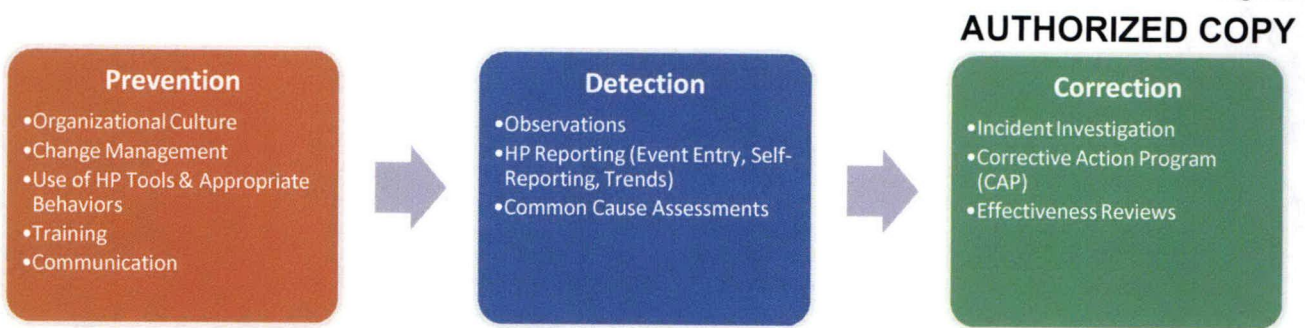 AUTHORIZED COPY
Prevention
•Organizational Culture
•Change Management
•Use of HP Tools & Appropriate
Behaviors
•Training
•Communication
Detection
•Observations
•HP Reporting (Event Entry, Self-
Reporting, Trends)
•Common Cause Assessments
Correction
•Incident Investigation
•Corrective Action Program
(CAP)
•Effectiveness Reviews